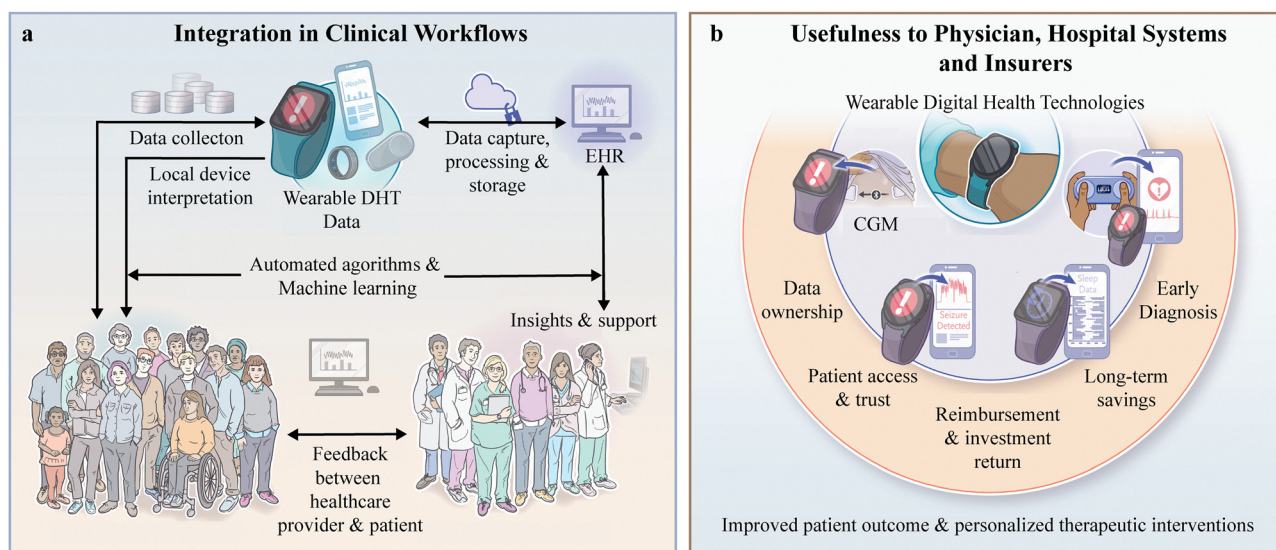 a
Integration in Clinical Workflows
Data collecton
Local device
interpretation
Wearable DHT
Data
Data capture,
processing &
storage
EHR
Automated agorithms &
Machine learning
Insights & support
Feedback
between
healthcare
provider & patient
b
Usefulness to Physician, Hospital Systems
and Insurers
Wearable Digital Health Technologies
CGM
Data
ownership
Seizure
Detected
Sleep
Data
Early
Diagnosis
Patient access
& trust
Reimbursement
& investment
return
Long-term
savings
Improved patient outcome & personalized therapeutic interventions